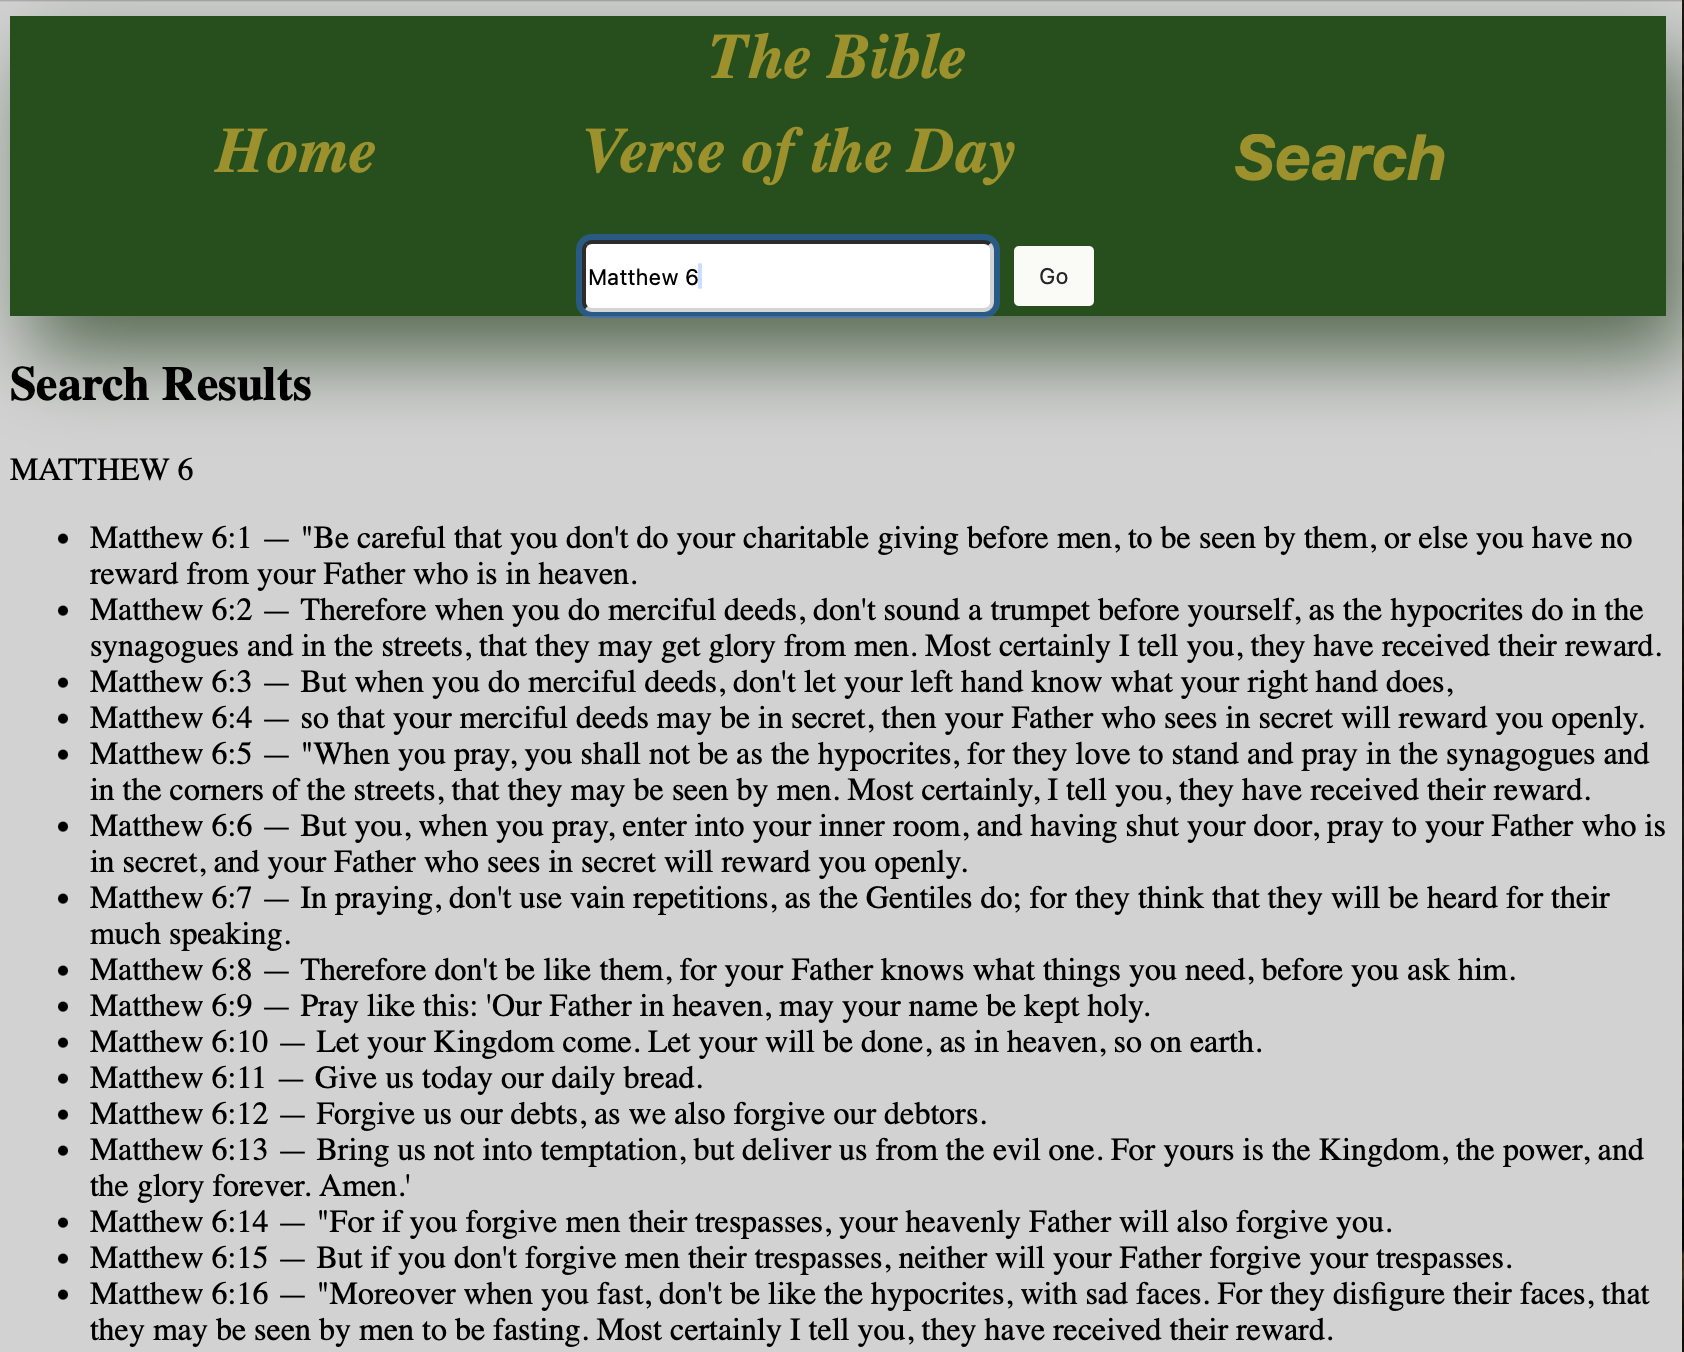 The Bible
Home Verse of the Day Search
Matthew 6 Go
Search Results
MATTHEW 6
• Matthew 6:1 — "Be careful that you don't do your charitable giving before men, to be seen by them, or else you have no
reward from your Father who is in heaven.
• Matthew 6:2 — Therefore when you do merciful deeds, don't sound a trumpet before yourself, as the hypocrites do in the
synagogues and in the streets, that they may get glory from men. Most certainly I tell you, they have received their reward.
• Matthew 6:3 — But when you do merciful deeds, don't let your left hand know what your right hand does,
• Matthew 6:4 — so that your merciful deeds may be in secret, then your Father who sees in secret will reward you openly.
• Matthew 6:5 — "When you pray, you shall not be as the hypocrites, for they love to stand and pray in the synagogues and
in the corners of the streets, that they may be seen by men. Most certainly, I tell you, they have received their reward.
• Matthew 6:6 — But you, when you pray, enter into your inner room, and having shut your door, pray to your Father who is
in secret, and your Father who sees in secret will reward you openly.
• Matthew 6:7 — In praying, don't use vain repetitions, as the Gentiles do; for they think that they will be heard for their
much speaking.
• Matthew 6:8 — Therefore don't be like them, for your Father knows what things you need, before you ask him.
• Matthew 6:9 — Pray like this: 'Our Father in heaven, may your name be kept holy.
• Matthew 6:10 — Let your Kingdom come. Let your will be done, as in heaven, so on earth.
• Matthew 6:11 — Give us today our daily bread.
• Matthew 6:12 — Forgive us our debts, as we also forgive our debtors.
• Matthew 6:13 — Bring us not into temptation, but deliver us from the evil one. For yours is the Kingdom, the power, and
the glory forever. Amen.'
• Matthew 6:14 — "For if you forgive men their trespasses, your heavenly Father will also forgive you.
• Matthew 6:15 — But if you don't forgive men their trespasses, neither will your Father forgive your trespasses.
• Matthew 6:16 — "Moreover when you fast, don't be like the hypocrites, with sad faces. For they disfigure their faces, that
they may be seen by men to be fasting. Most certainly I tell you, they have received their reward.